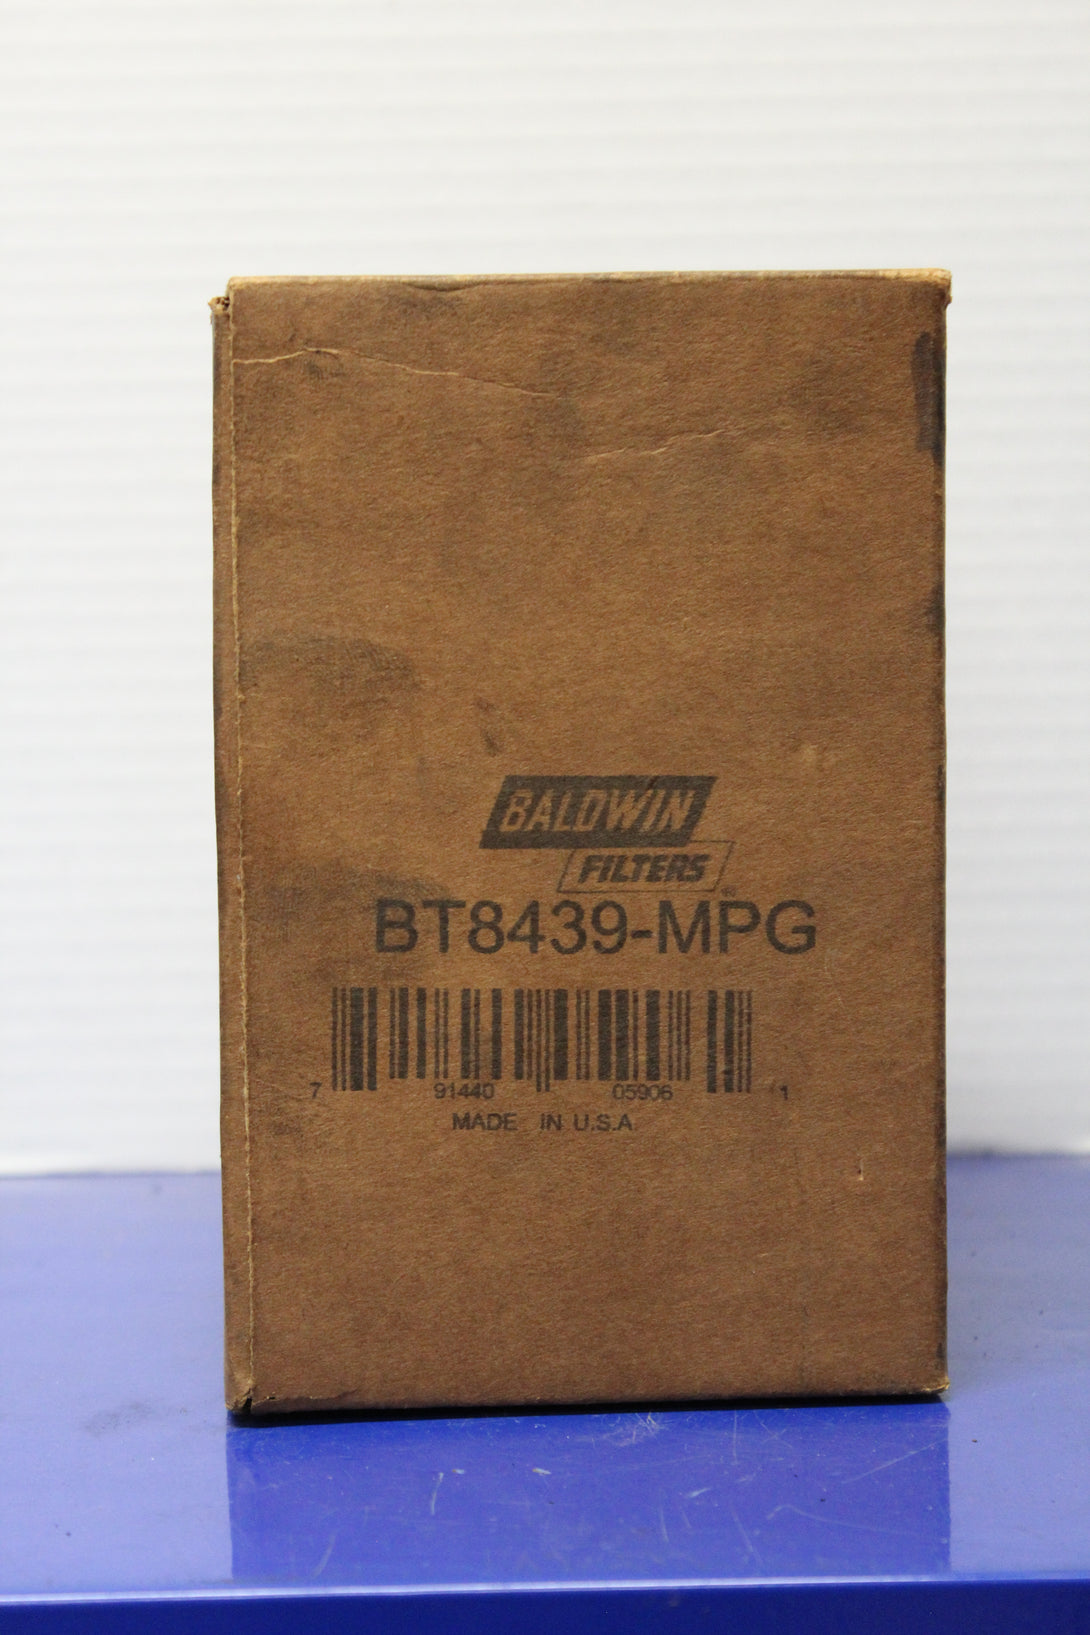 BALDWIN
FILTERS
BT8439-MPG
7 91440 05906 1
MADE IN U.S.A